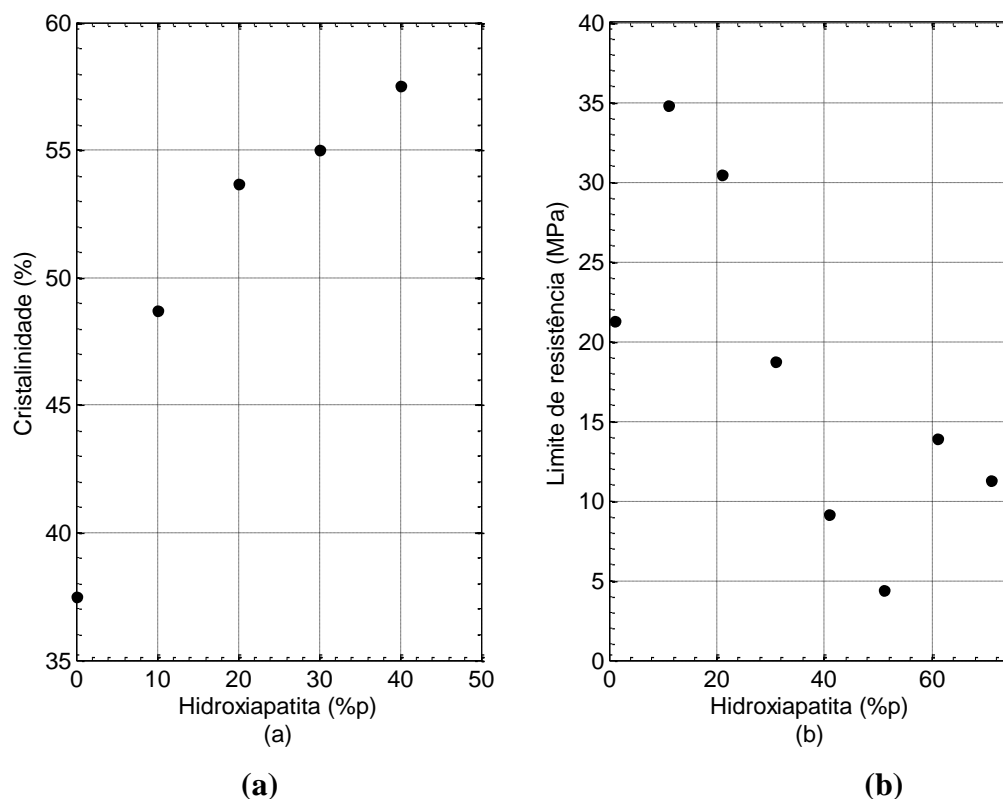 60
55
50
45
40
35
0 10 20 30 40 50
Cristalinidade (%)
Hidroxiapatita (%p)
(a)
(a)
40
35
30
25
20
15
10
5
0
0 20 40 60
Limite de resistência (MPa)
Hidroxiapatita (%p)
(b)
(b)